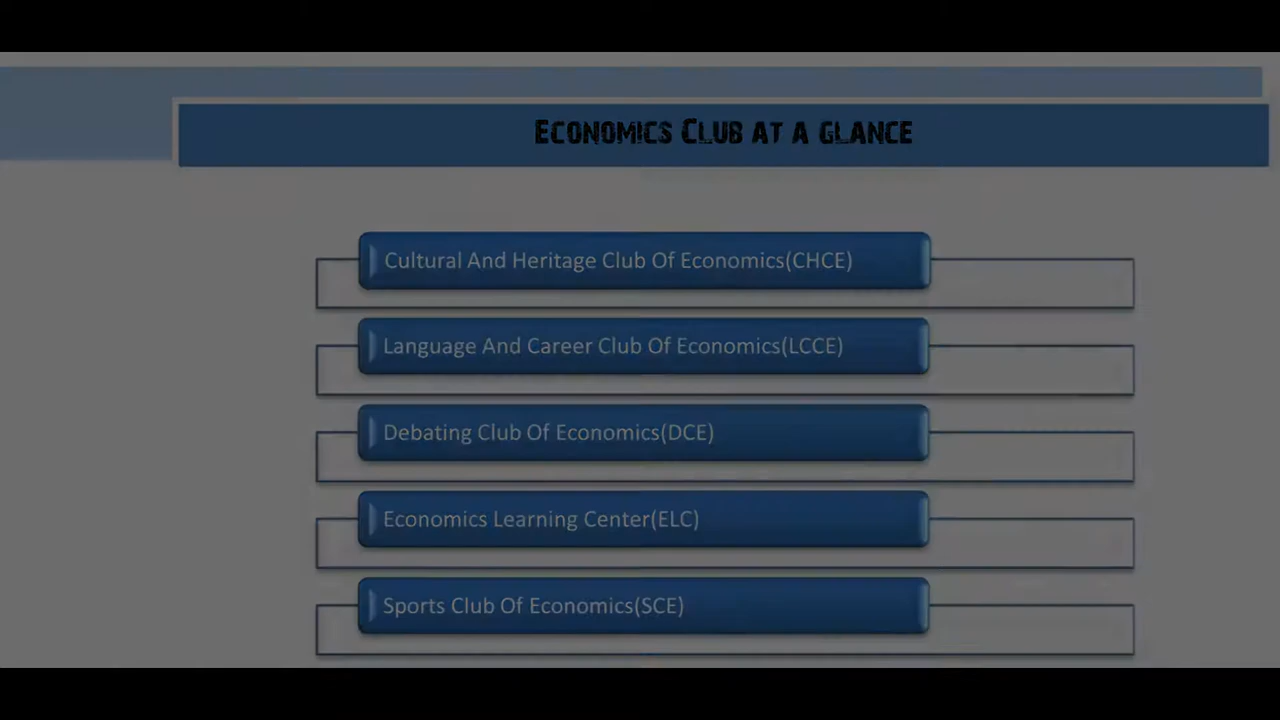 Economics Club at a glance
Cultural And Heritage Club Of Economics(CHCE)
Language And Career Club Of Economics(LCCE)
Debating Club Of Economics(DCE)
Economics Learning Center(ELC)
Sports Club Of Economics(SCE)